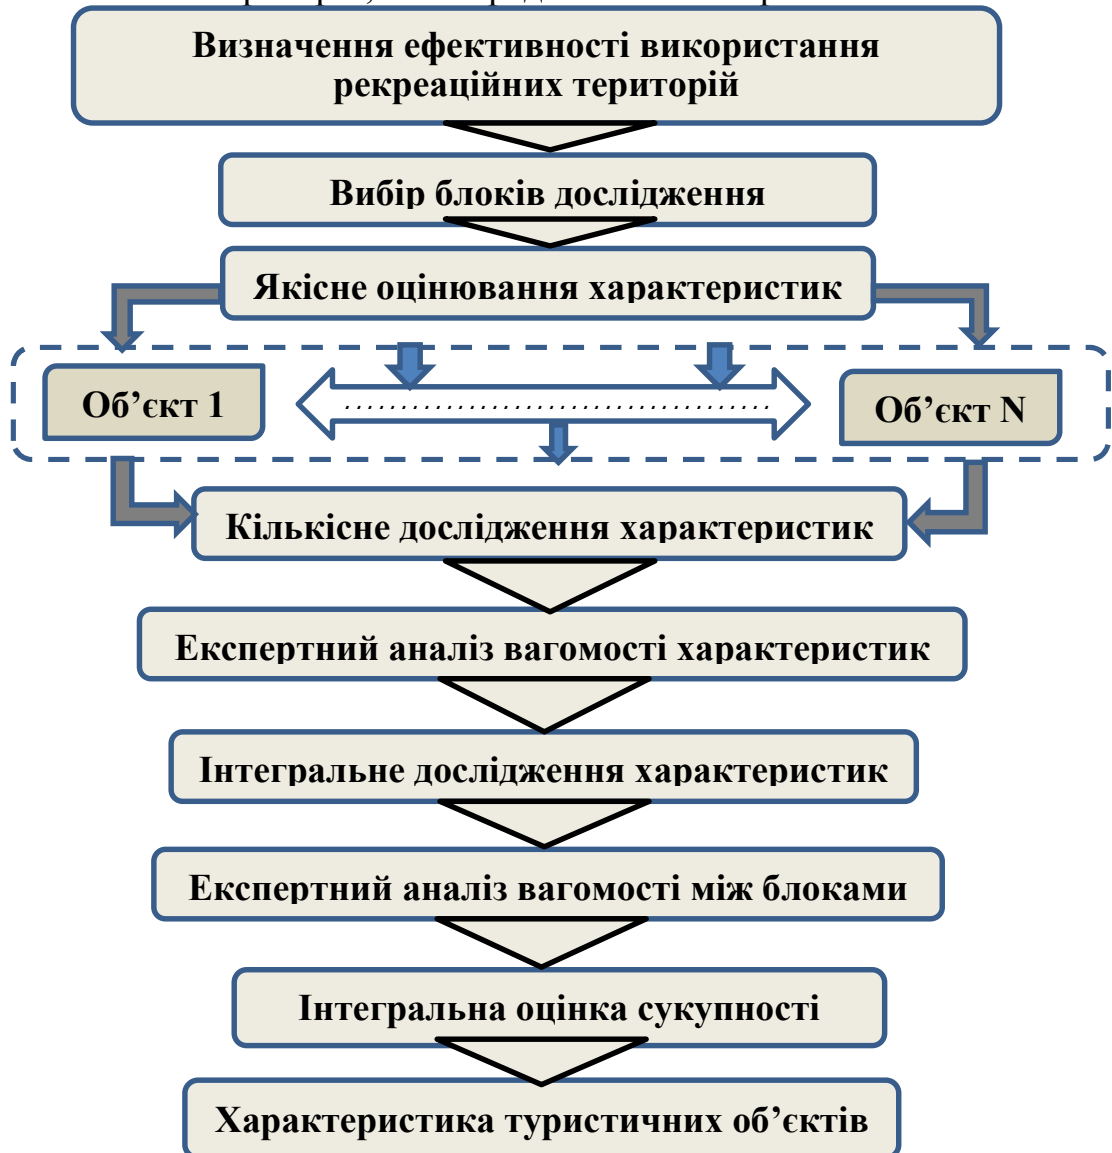 Визначення ефективності використання
рекреаційних територій
Вибір блоків дослідження
Якісне оцінювання характеристик
Об’єкт 1
Об’єкт N
Кількісне дослідження характеристик
Експертний аналіз вагомості характеристик
Інтегральне дослідження характеристик
Експертний аналіз вагомості між блоками
Інтегральна оцінка сукупності
Характеристика туристичних об’єктів